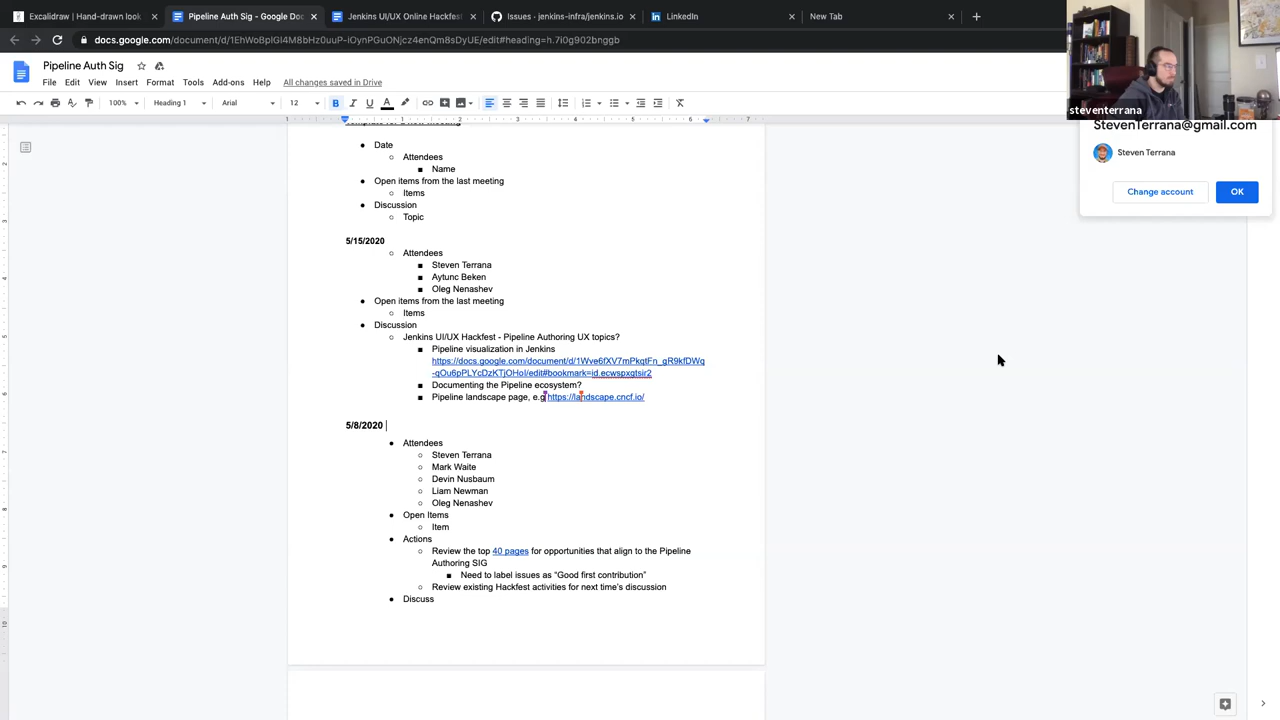 Excalidraw | Hand-drawn look
Pipeline Auth Sig - Google Doc
Jenkins UI/UX Online Hackfest
Issues · jenkins-infra/jenkins.io
LinkedIn
New Tab
docs.google.com/document/d/1EhWoBpIGl4M8bHz0uuP-IOynPGuONjcz4enQm8sDyUE/edit#heading=h.7i0g902bnggb
Pipeline Auth Sig
File Edit View Insert Format Tools Add-ons Help All changes saved in Drive
100% Heading 1 Arial 12
steventerrana
StevenTerrana@gmail.com
Steven Terrana
Change account OK
Template for a new meeting
Date
Attendees
Name
Open items from the last meeting
Items
Discussion
Topic
5/15/2020
Attendees
Steven Terrana
Aytunc Beken
Oleg Nenashev
Open items from the last meeting
Items
Discussion
Jenkins UI/UX Hackfest - Pipeline Authoring UX topics?
Pipeline visualization in Jenkins
https://docs.google.com/document/d/1Wve6fXV7mPkqtFn_gR9kfDWq
-qOu6pPLYcDzKTjOHoI/edit#bookmark=id.ecwspxgtsir2
Documenting the Pipeline ecosystem?
Pipeline landscape page, e.g https://landscape.cncf.io/
5/8/2020
Attendees
Steven Terrana
Mark Waite
Devin Nusbaum
Liam Newman
Oleg Nenashev
Open Items
Item
Actions
Review the top 40 pages for opportunities that align to the Pipeline
Authoring SIG
Need to label issues as “Good first contribution”
Review existing Hackfest activities for next time’s discussion
Discuss